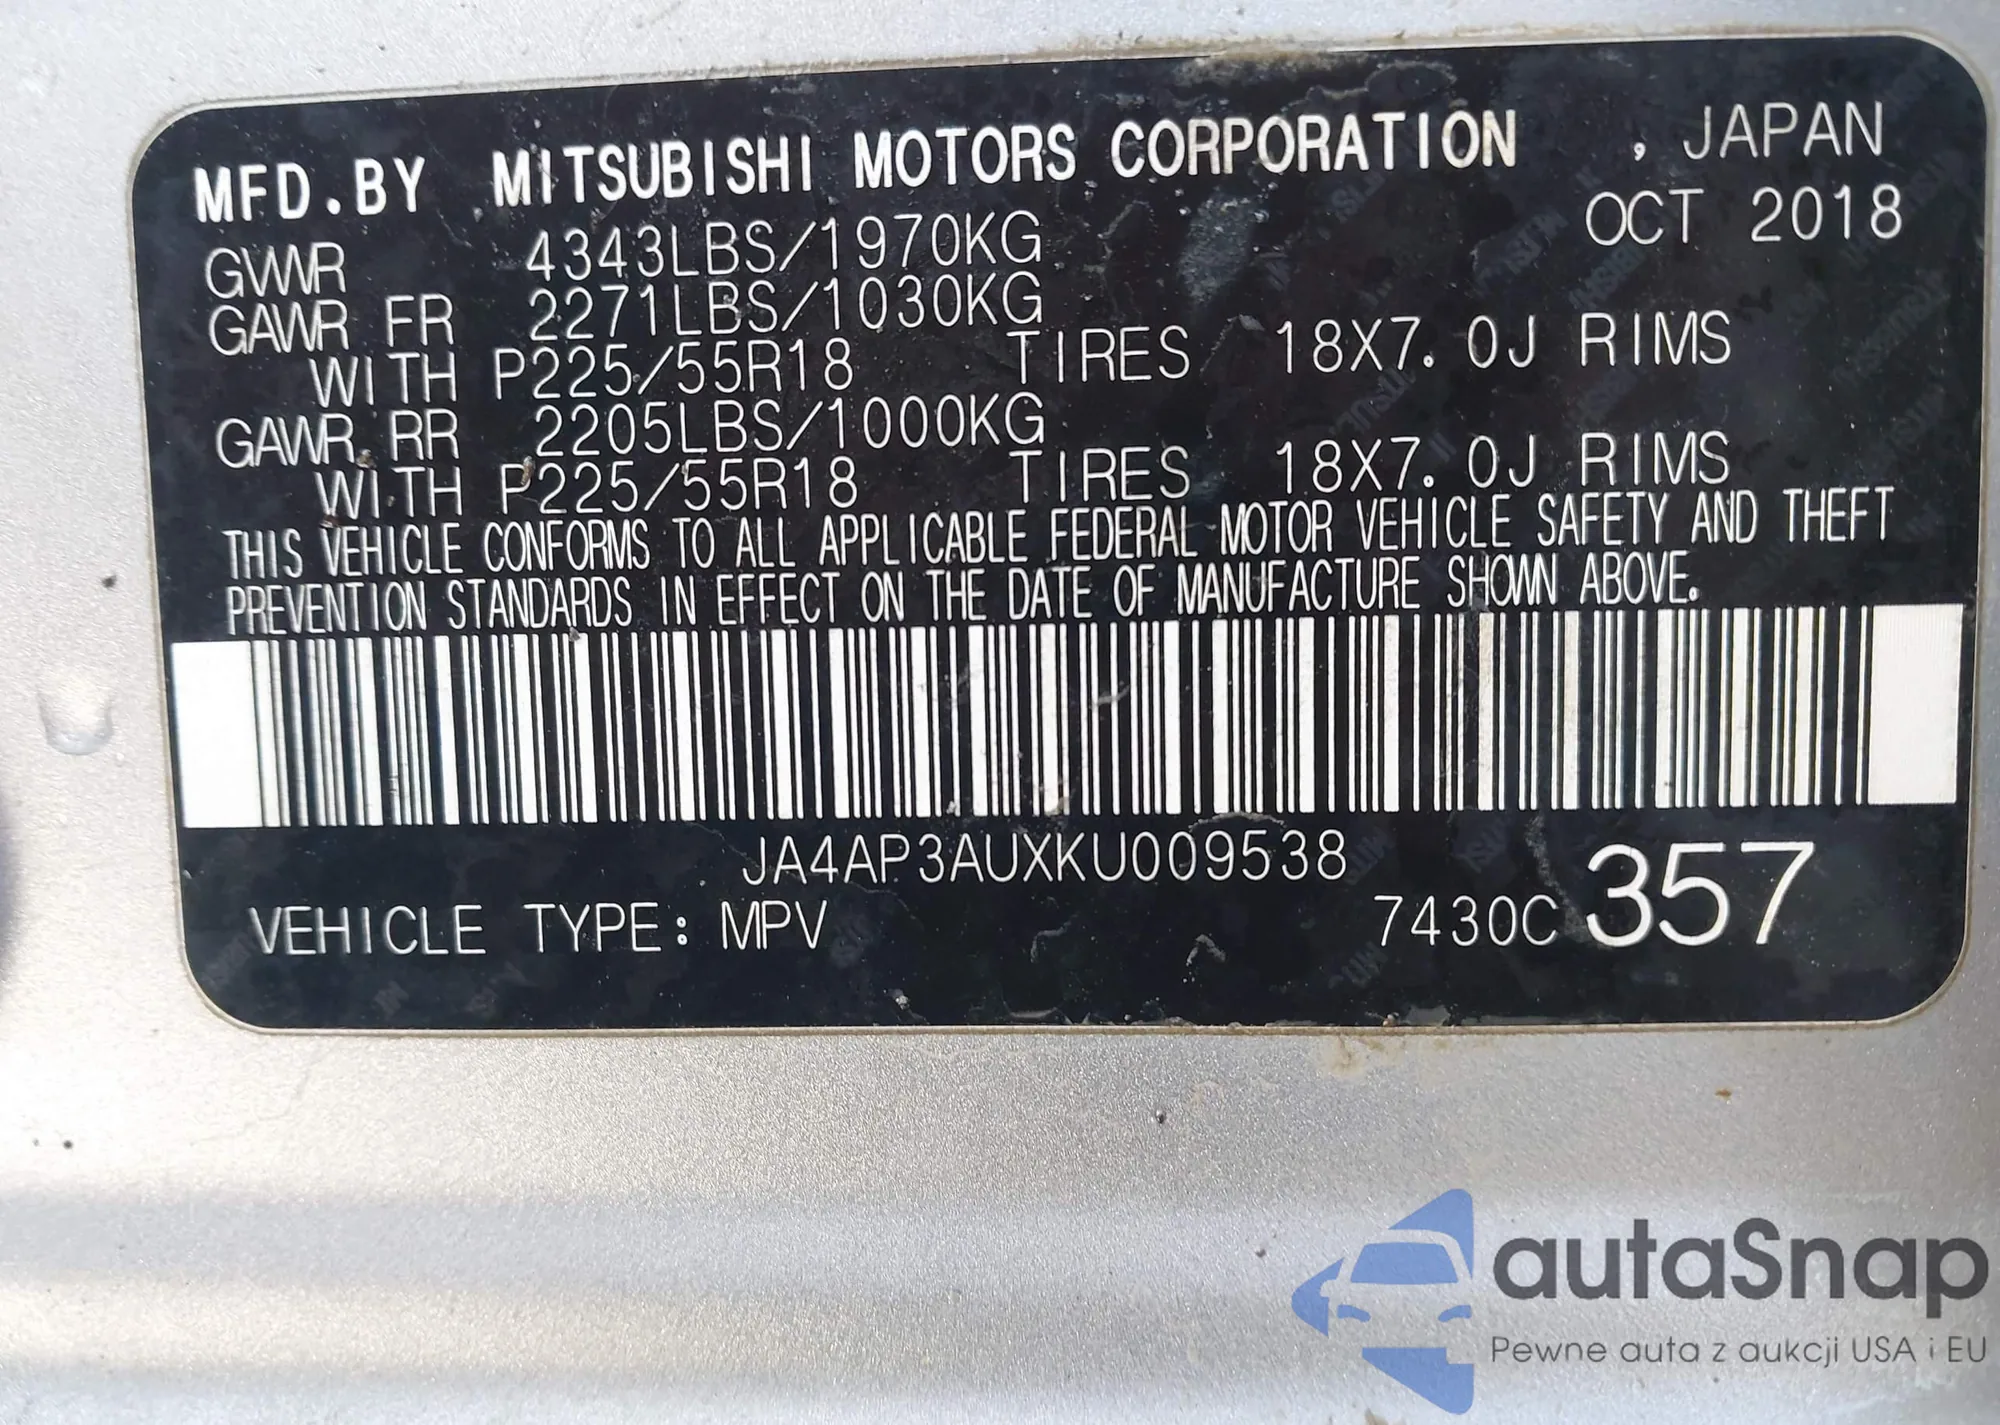 MFD.BY MITSUBISHI MOTORS CORPORATION , JAPAN
GVWR 4343LBS/1970KG OCT 2018
GAWR FR 2271LBS/1030KG
WITH P225/55R18 TIRES 18X7.0J RIMS
GAWR RR 2205LBS/1000KG
WITH P225/55R18 TIRES 18X7.0J RIMS
THIS VEHICLE CONFORMS TO ALL APPLICABLE FEDERAL MOTOR VEHICLE SAFETY AND THEFT
PREVENTION STANDARDS IN EFFECT ON THE DATE OF MANUFACTURE SHOWN ABOVE.
JA4AP3AUXKU009538
VEHICLE TYPE: MPV 7430C 357
autaSnap
Pewne auta z aukcji USA i EU